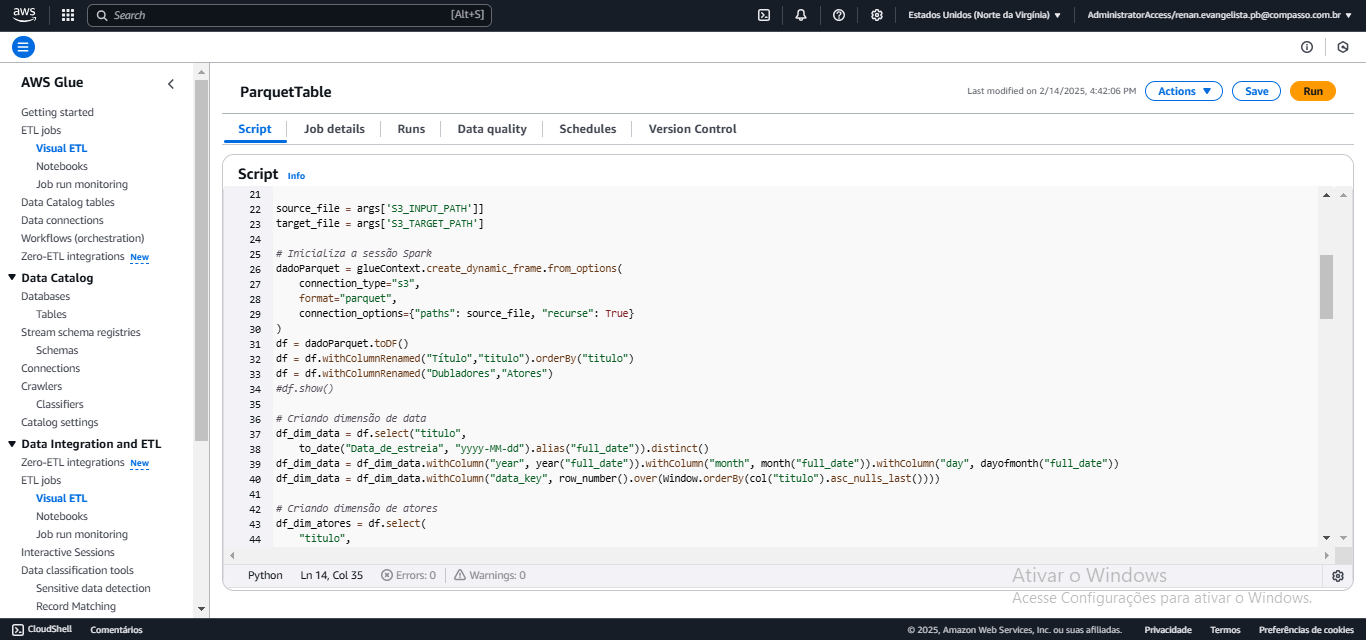 aws
Search [Alt+S]
Estados Unidos (Norte da Virgínia) ▼
AdministratorAccess/renan.evangelista.pb@compasso.com.br ▼
AWS Glue
Getting started
ETL jobs
Visual ETL
Notebooks
Job run monitoring
Data Catalog tables
Data connections
Workflows (orchestration)
Zero-ETL integrations New
Data Catalog
Databases
Tables
Stream schema registries
Schemas
Connections
Crawlers
Classifiers
Catalog settings
Data Integration and ETL
Zero-ETL integrations New
ETL jobs
Visual ETL
Notebooks
Job run monitoring
Interactive Sessions
Data classification tools
Sensitive data detection
Record Matching
ParquetTable
Last modified on 2/14/2025, 4:42:06 PM
Actions ▼
Save
Run
Script
Job details
Runs
Data quality
Schedules
Version Control
Script Info
21
22 source_file = args['S3_INPUT_PATH']]
23 target_file = args['S3_TARGET_PATH']
24
25 # Inicializa a sessão Spark
26 dadoParquet = glueContext.create_dynamic_frame.from_options(
27     connection_type="s3",
28     format="parquet",
29     connection_options={"paths": source_file, "recurse": True}
30 )
31 df = dadoParquet.toDF()
32 df = df.withColumnRenamed("Título","titulo").orderBy("titulo")
33 df = df.withColumnRenamed("Dubladores","Atores")
34 #df.show()
35
36 # Criando dimensão de data
37 df_dim_data = df.select("titulo",
38     to_date("Data_de_estreia", "yyyy-MM-dd").alias("full_date")).distinct()
39 df_dim_data = df_dim_data.withColumn("year", year("full_date")).withColumn("month", month("full_date")).withColumn("day", dayofmonth("full_date"))
40 df_dim_data = df_dim_data.withColumn("data_key", row_number().over(Window.orderBy(col("titulo").asc_nulls_last())))
41
42 # Criando dimensão de atores
43 df_dim_atores = df.select(
44     "titulo",
Python Ln 14, Col 35 Errors: 0 Warnings: 0
Ativar o Windows
Acesse Configurações para ativar o Windows.
CloudShell Comentários
© 2025, Amazon Web Services, Inc. ou suas afiliadas. Privacidade Termos Preferências de cookies